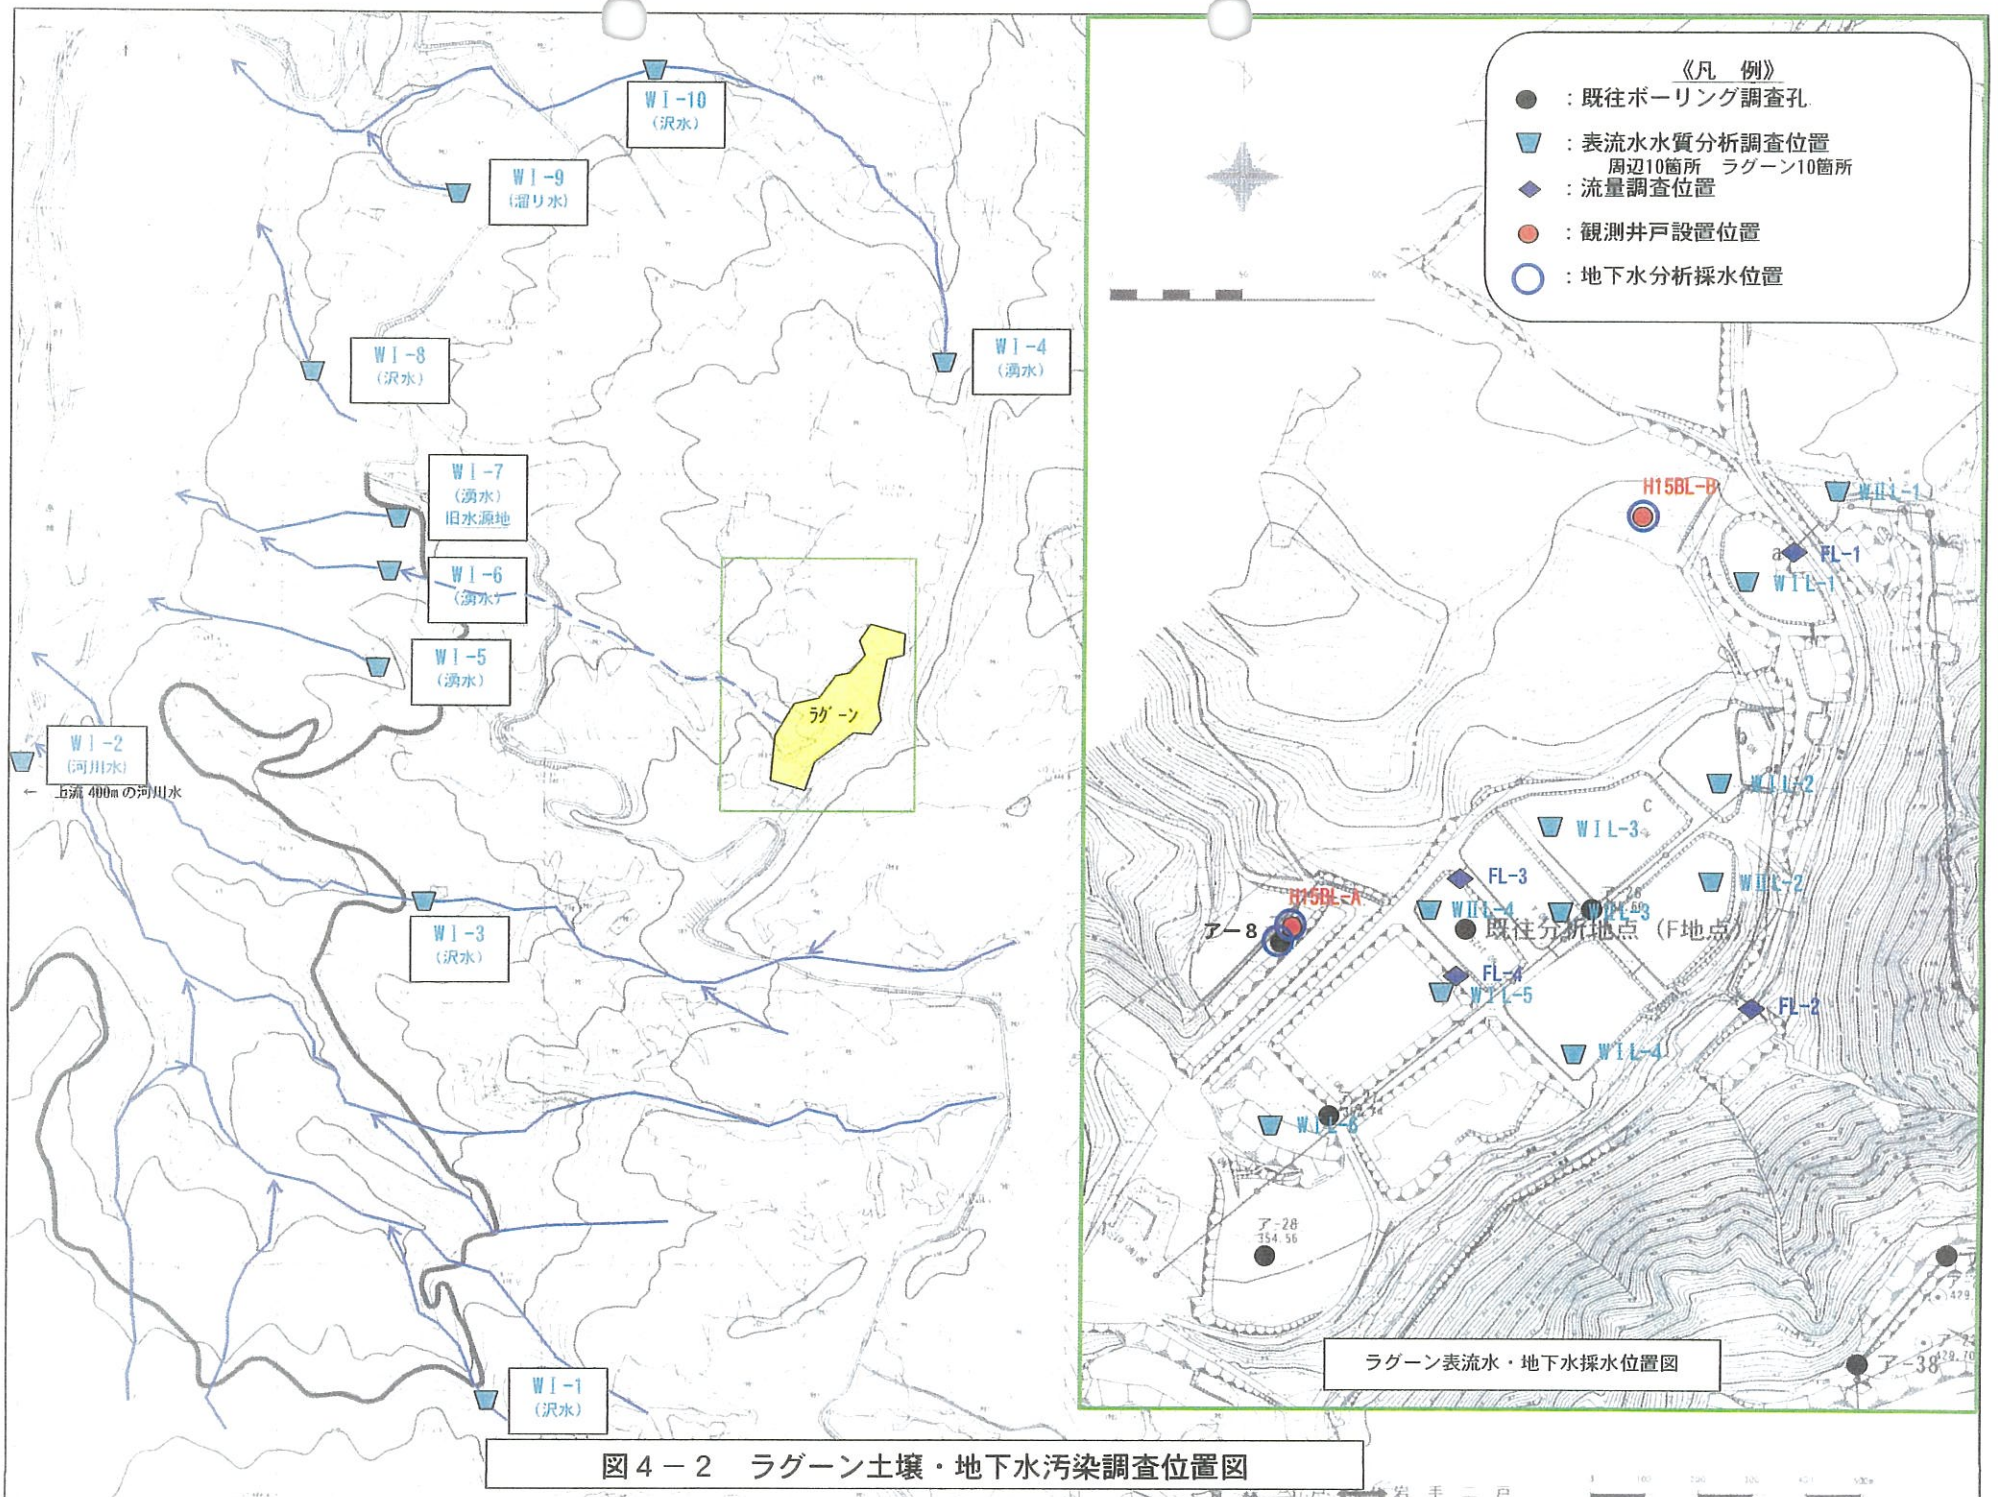 WⅠ-10
(沢水)
WⅠ-9
(溜り水)
WⅠ-8
(沢水)
WⅠ-4
(湧水)
WⅠ-7
(湧水)
旧水源地
WⅠ-6
(湧水)
WⅠ-5
(湧水)
ラグーン
WⅠ-2
(河川水)
← 上流400mの河川水
WⅠ-3
(沢水)
WⅠ-1
(沢水)
《凡 例》
：既往ボーリング調査孔
：表流水水質分析調査位置
周辺10箇所 ラグーン10箇所
：流量調査位置
：観測井戸設置位置
：地下水分析採水位置
H15BL-B
WⅡL-1
a
FL-1
WⅠL-1
b
WⅠL-2
C
WⅠL-3
WⅡL-2
FL-3
H15BL-A
WⅡL-4
WⅡL-3
ア－8
既往分析地点（F地点）
FL-4
WⅠL-5
FL-2
WⅠL-4
WⅠL-6
ア-28
354.56
ア-38
ラグーン表流水・地下水採水位置図
図４－２ ラグーン土壌・地下水汚染調査位置図
岩 手 二 戸